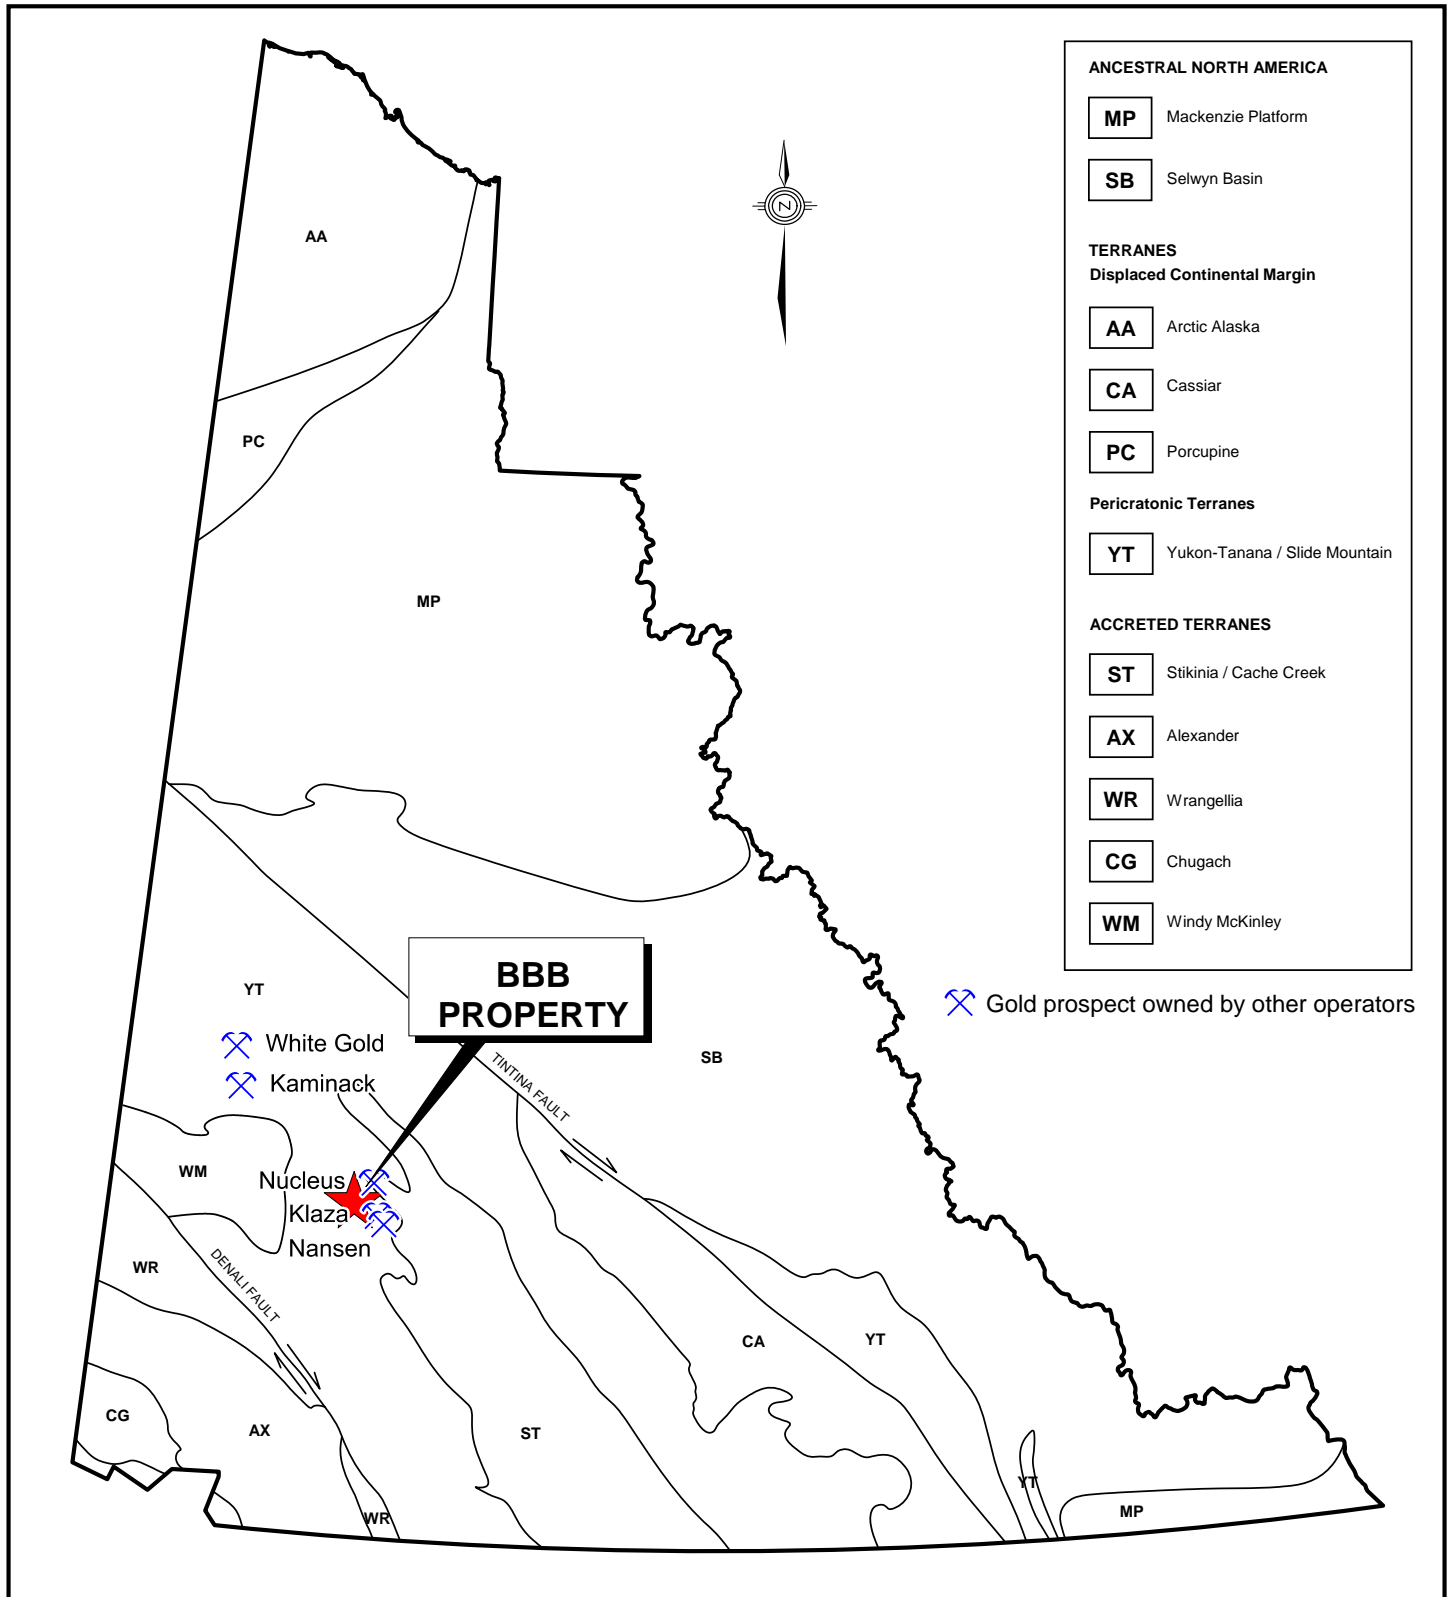 ANCESTRAL NORTH AMERICA
MP Mackenzie Platform
SB Selwyn Basin
TERRANES
Displaced Continental Margin
AA Arctic Alaska
CA Cassiar
PC Porcupine
Pericratonic Terranes
YT Yukon-Tanana / Slide Mountain
ACCRETED TERRANES
ST Stikinia / Cache Creek
AX Alexander
WR Wrangellia
CG Chugach
WM Windy McKinley
Gold prospect owned by other operators
N
AA
PC
MP
BBB
PROPERTY
YT
White Gold
Kaminack
SB
TINTINA FAULT
WM
Nucleus
Klaza
Nansen
WR
DENALI FAULT
CA
YT
CG
AX
ST
YT
MP
WR